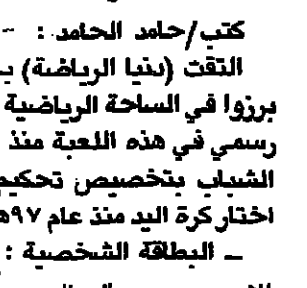 كتب/حامد الحامد : –
التقت (دنيا الرياضة) بـ
برزوا في الساحة الرياضية
رسمي في هذه اللعبة منذ
الشباب بتخصيص تحكيم
اختار كرة اليد منذ عام ٩٧هـ
– البطاقة الشخصية :